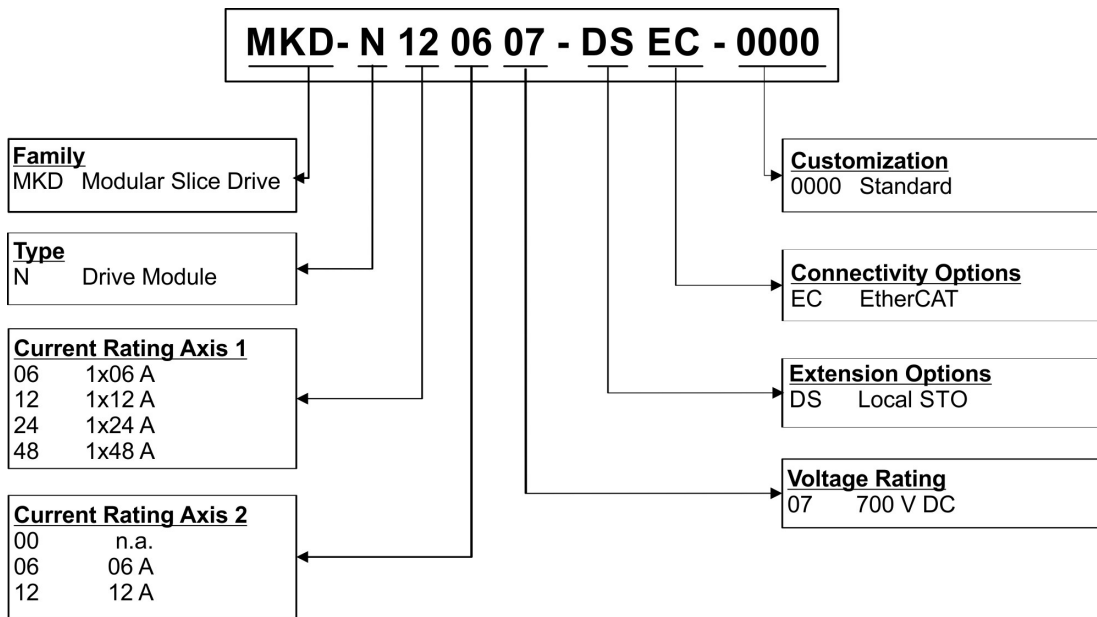 MKD- N 12 06 07 - DS EC - 0000
Family
MKD Modular Slice Drive
Type
N Drive Module
Current Rating Axis 1
06 1x06 A
12 1x12 A
24 1x24 A
48 1x48 A
Current Rating Axis 2
00 n.a.
06 06 A
12 12 A
Customization
0000 Standard
Connectivity Options
EC EtherCAT
Extension Options
DS Local STO
Voltage Rating
07 700 V DC